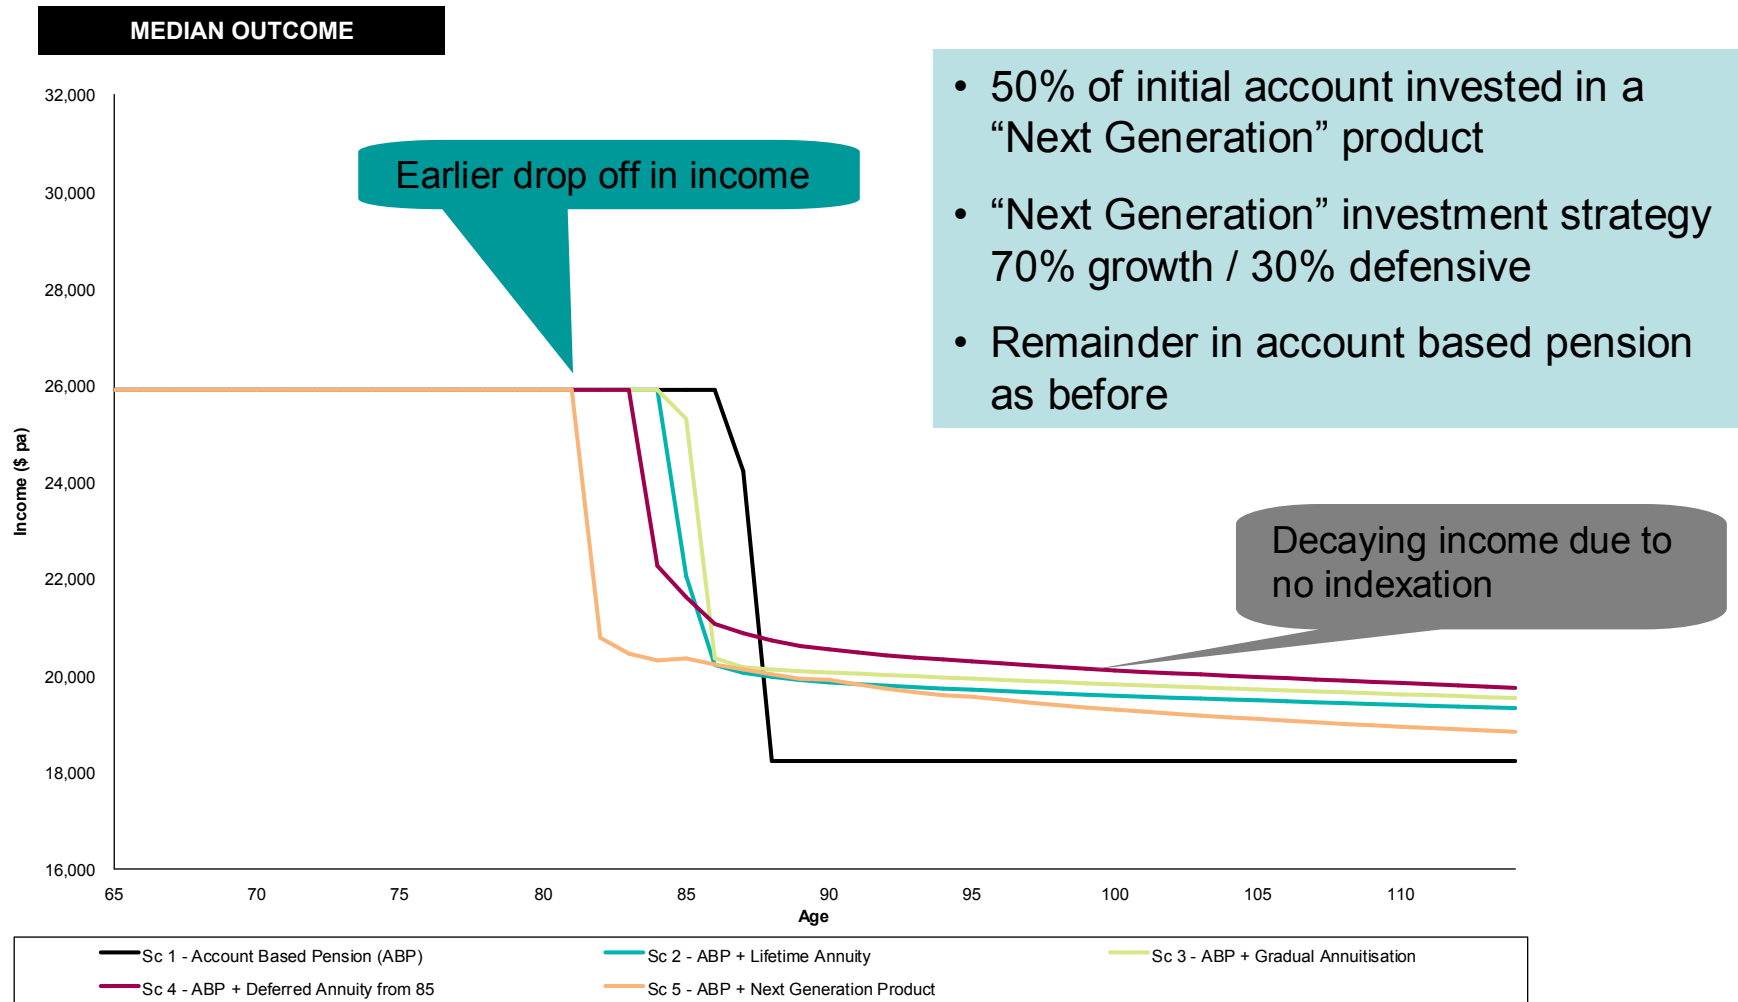 MEDIAN OUTCOME
• 50% of initial account invested in a
“Next Generation” product
• “Next Generation” investment strategy
70% growth / 30% defensive
• Remainder in account based pension
as before
Earlier drop off in income
Decaying income due to
no indexation
Income ($ pa)
32,000
30,000
28,000
26,000
24,000
22,000
20,000
18,000
16,000
65 70 75 80 85 90 95 100 105 110
Age
Sc 1 - Account Based Pension (ABP) Sc 2 - ABP + Lifetime Annuity Sc 3 - ABP + Gradual Annuitisation
Sc 4 - ABP + Deferred Annuity from 85 Sc 5 - ABP + Next Generation Product